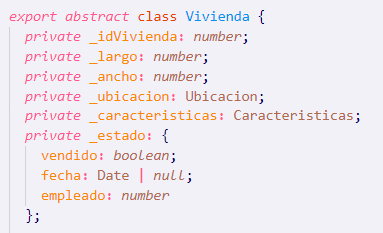 export abstract class Vivienda {
private _idVivienda: number;
private _largo: number;
private _ancho: number;
private _ubicacion: Ubicacion;
private _caracteristicas: Caracteristicas;
private _estado: {
vendido: boolean;
fecha: Date | null;
empleado: number
};